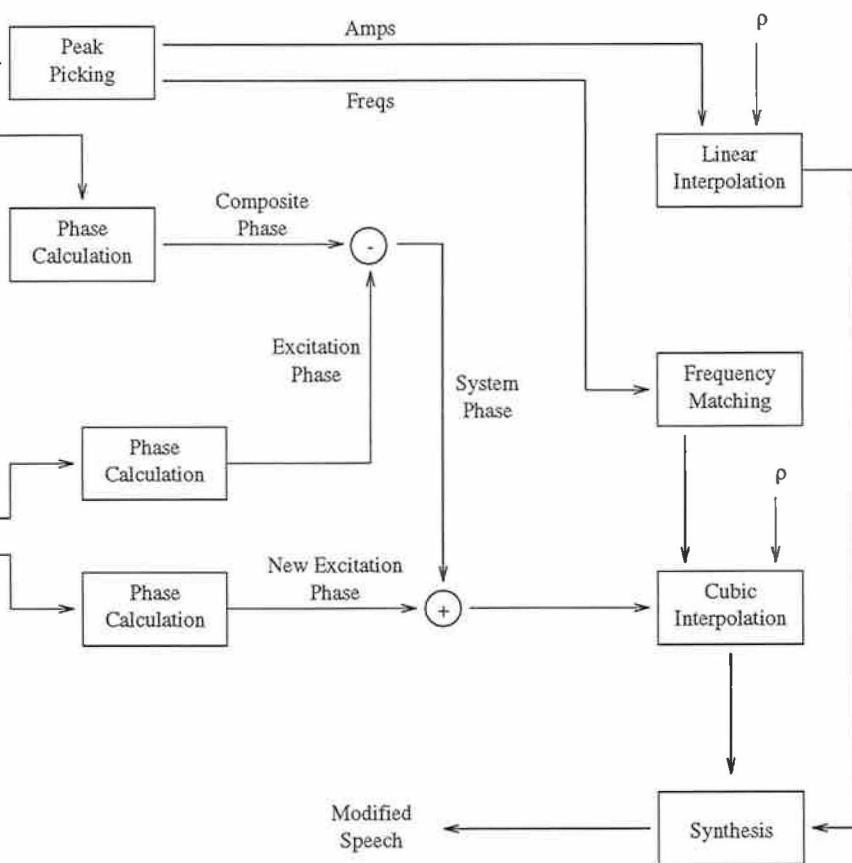 Peak
Picking
Amps
Freqs
ρ
Linear
Interpolation
Phase
Calculation
Composite
Phase
-
Excitation
Phase
System
Phase
Frequency
Matching
Phase
Calculation
ρ
Phase
Calculation
New Excitation
Phase
+
Cubic
Interpolation
Modified
Speech
Synthesis